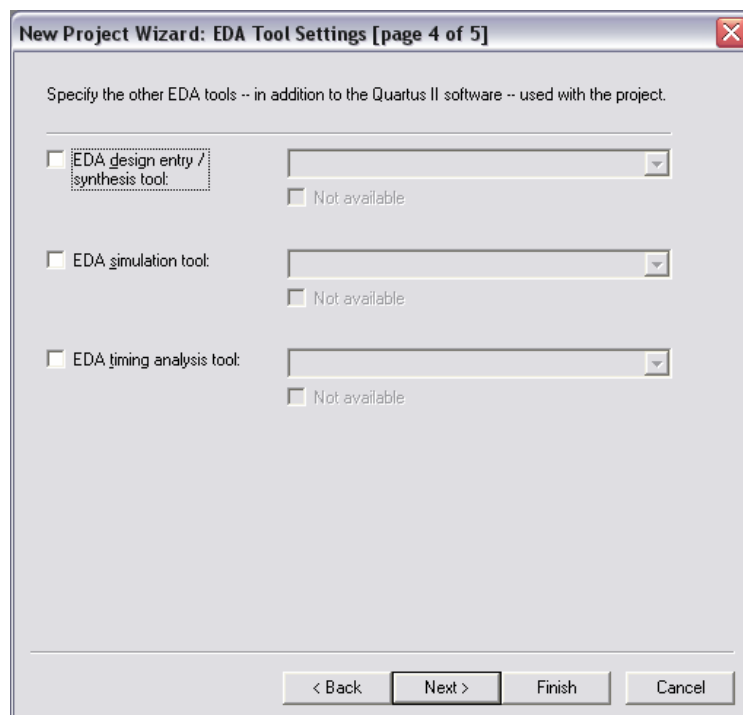 New Project Wizard: EDA Tool Settings [page 4 of 5]
Specify the other EDA tools -- in addition to the Quartus II software -- used with the project.
EDA design entry /
synthesis tool:
Not available
EDA simulation tool:
Not available
EDA timing analysis tool:
Not available
< Back
Next >
Finish
Cancel